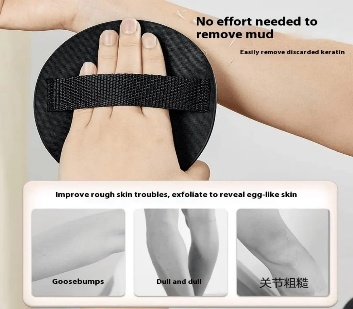 No effort needed to
remove mud
Easily remove discarded keratin
Improve rough skin troubles, exfoliate to reveal egg-like skin
Goosebumps
Dull and dull
关节粗糙